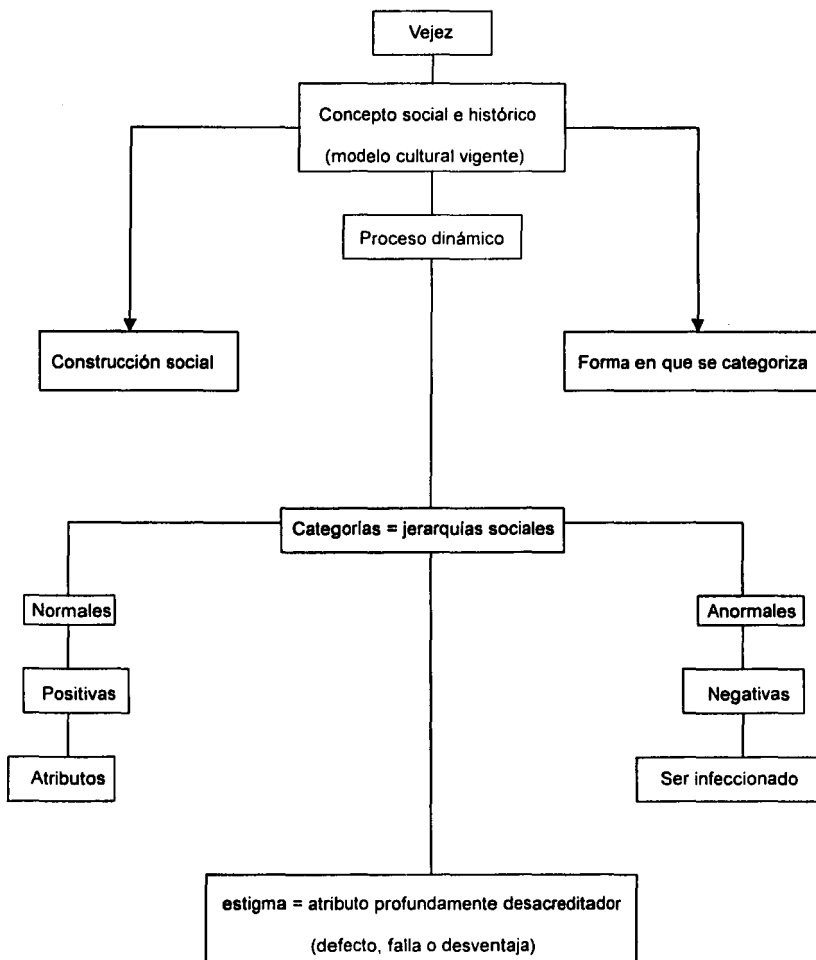 Vejez
Concepto social e histórico
(modelo cultural vigente)
Proceso dinámico
Construcción social
Forma en que se categoriza
Categorías = jerarquías sociales
Normales
Anormales
Positivas
Negativas
Atributos
Ser infeccionado
estigma = atributo profundamente desacreditador
(defecto, falla o desventaja)